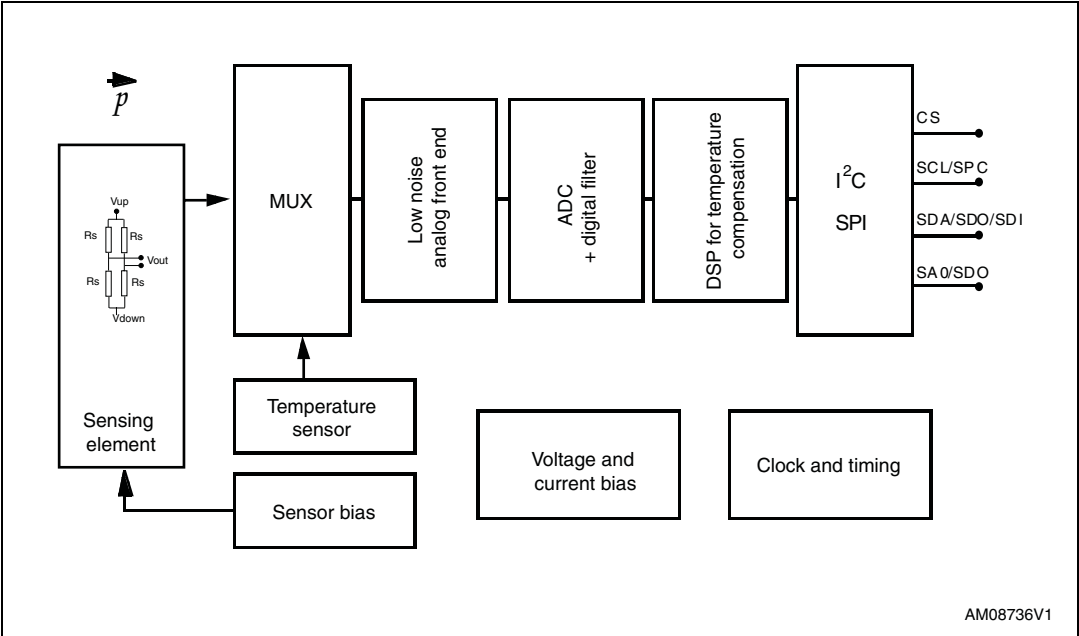 p
Vup
Rs
Rs
Vout
Rs
Rs
Vdown
Sensing
element
MUX
Low noise
analog front end
ADC
+ digital filter
DSP for temperature
compensation
I²C
SPI
CS
SCL/SPC
SDA/SDO/SDI
SA0/SDO
Temperature
sensor
Sensor bias
Voltage and
current bias
Clock and timing
AM08736V1